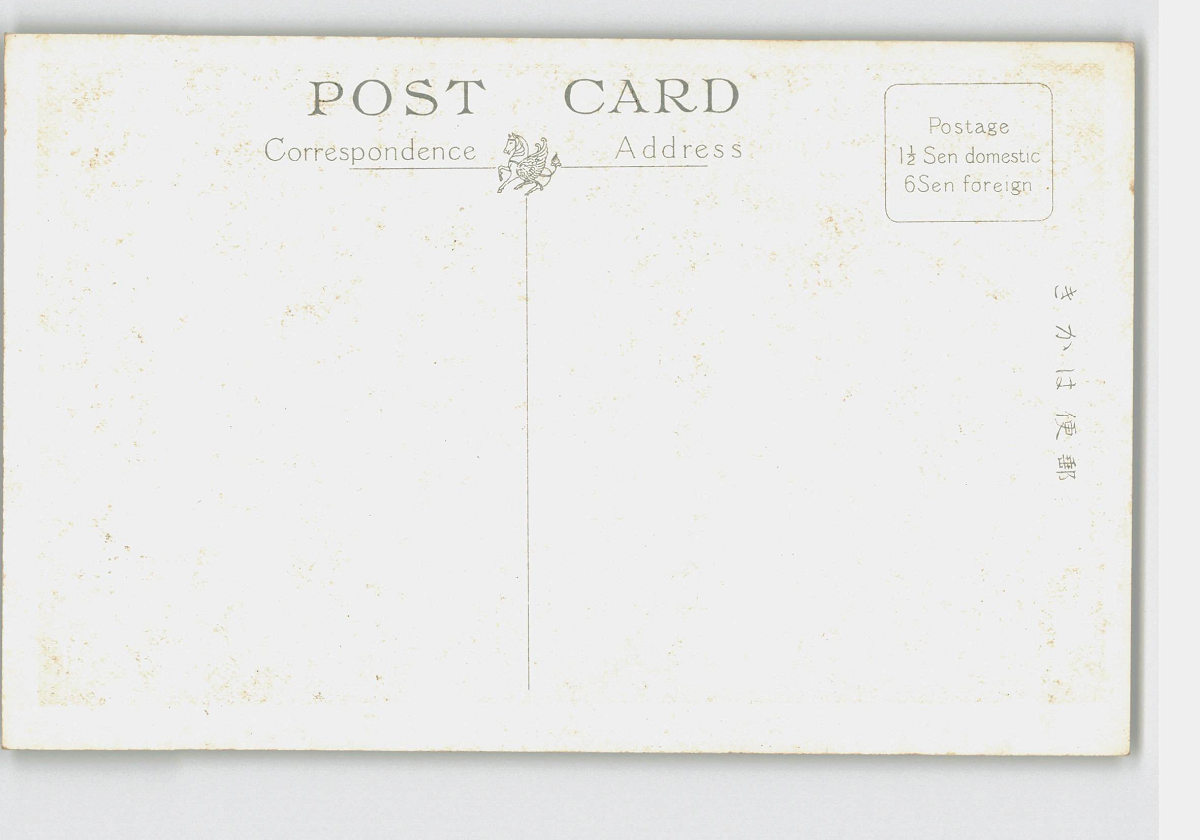 POST CARD
Correspondence Address
Postage
1½ Sen domestic
6Sen foreign
きかは便郵